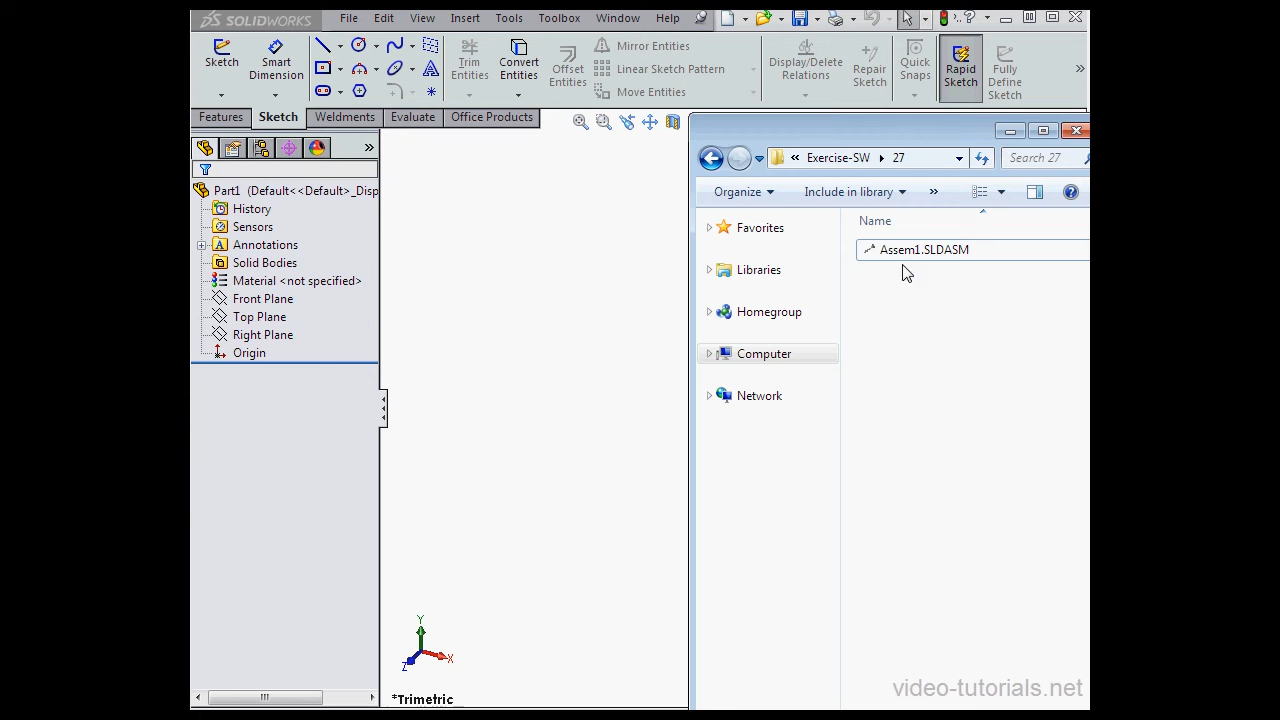 SOLIDWORKS File Edit View Insert Tools Toolbox Window Help
Sketch
Smart Dimension
Trim Entities
Convert Entities
Offset Entities
Mirror Entities
Linear Sketch Pattern
Move Entities
Display/Delete Relations
Repair Sketch
Quick Snaps
Rapid Sketch
Fully Define Sketch
Features Sketch Weldments Evaluate Office Products
Part1 (Default<<Default>_Disp
History
Sensors
Annotations
Solid Bodies
Material <not specified>
Front Plane
Top Plane
Right Plane
Origin
Y
X
Z
*Trimetric
« Exercise-SW 27 Search 27
Organize Include in library »
Name
Assem1.SLDASM
Favorites
Libraries
Homegroup
Computer
Network
video-tutorials.net